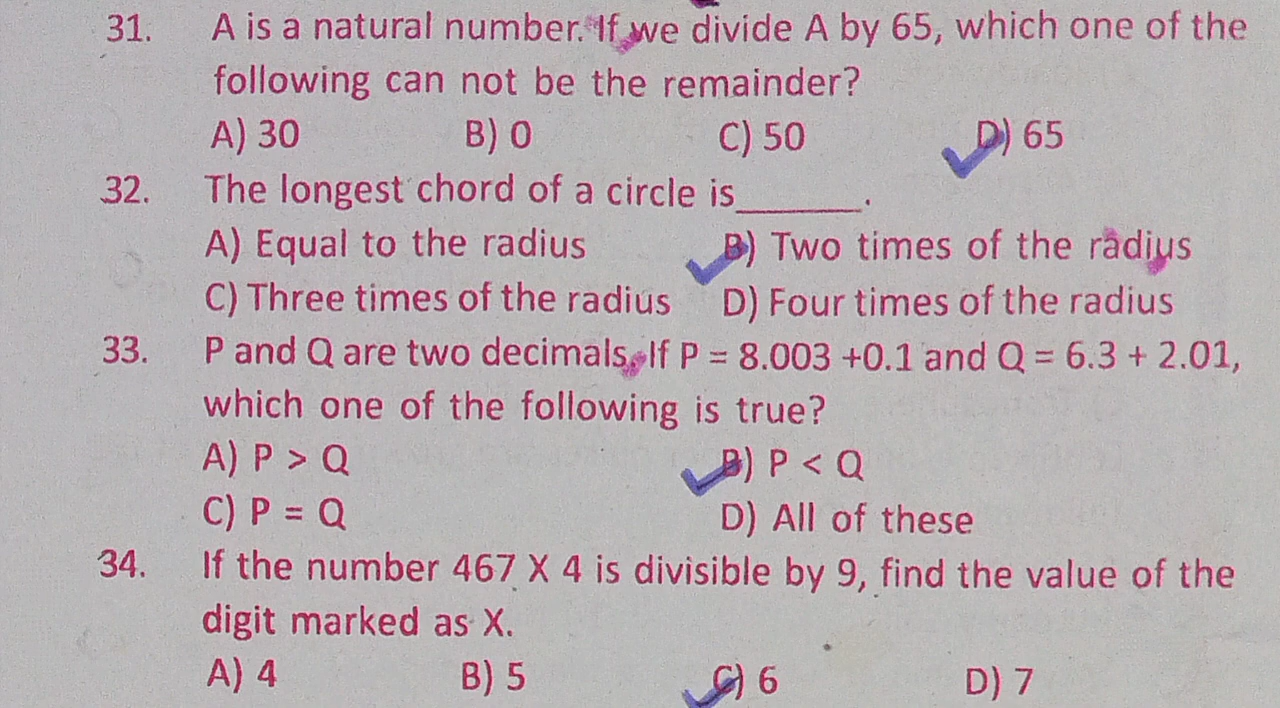 31. A is a natural number. If we divide A by 65, which one of the
following can not be the remainder?
A) 30 B) 0 C) 50 D) 65
32. The longest chord of a circle is_______.
A) Equal to the radius B) Two times of the radius
C) Three times of the radius D) Four times of the radius
33. P and Q are two decimals. If P = 8.003 +0.1 and Q = 6.3 + 2.01,
which one of the following is true?
A) P > Q B) P < Q
C) P = Q D) All of these
34. If the number 467 X 4 is divisible by 9, find the value of the
digit marked as X.
A) 4 B) 5 C) 6 D) 7